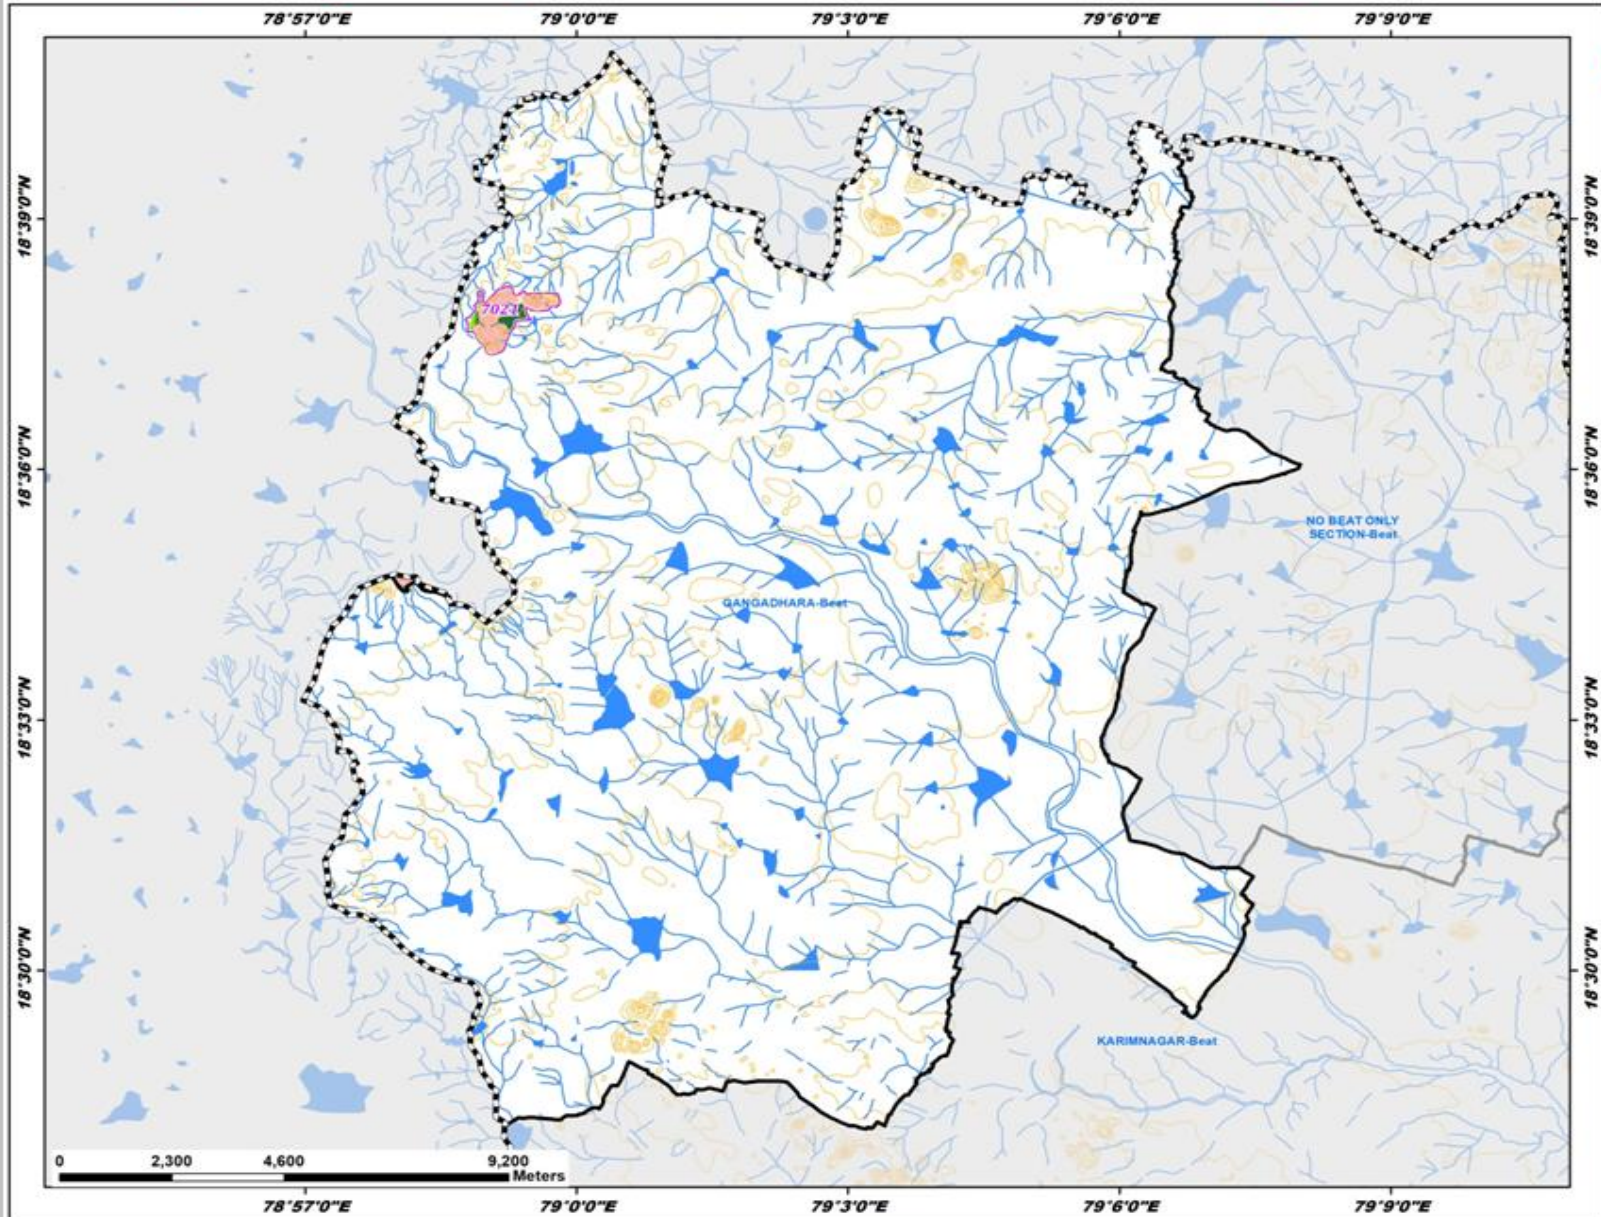 78°57'0"E 79°0'0"E 79°3'0"E 79°6'0"E 79°9'0"E
18°39'0"N 18°39'0"N
7024
18°36'0"N 18°36'0"N
NO BEAT ONLY
SECTION-Beat
GANGADHARA-Beat
18°33'0"N 18°33'0"N
18°30'0"N 18°30'0"N
KARIMNAGAR-Beat
0 2,300 4,600 9,200
Meters
78°57'0"E 79°0'0"E 79°3'0"E 79°6'0"E 79°9'0"E